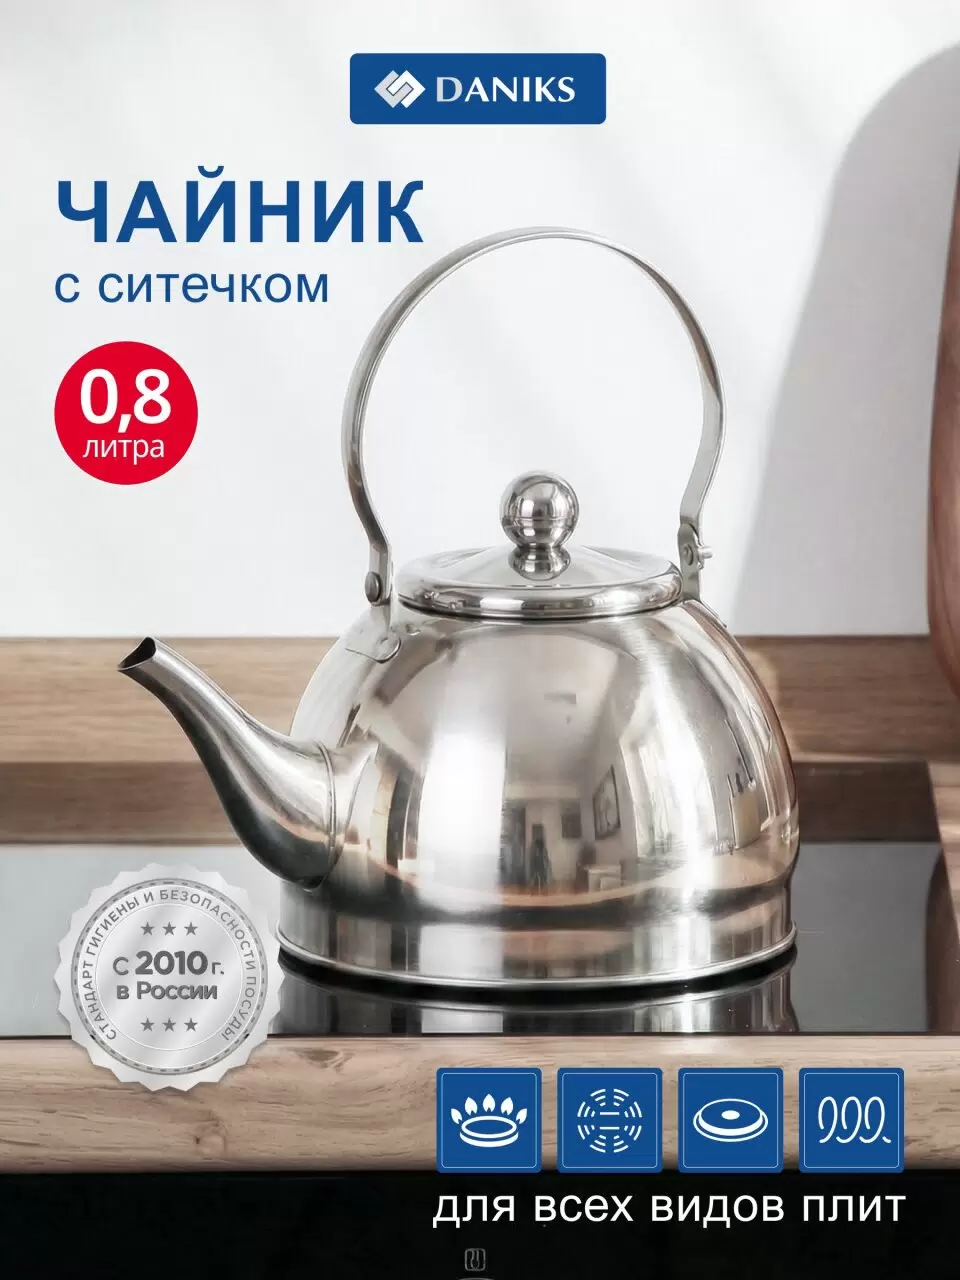 DANIKS
ЧАЙНИК
с ситечком
0,8
литра
СТАНДАРТ ГИГИЕНЫ И БЕЗОПАСНОСТИ ПОСУДЫ
С 2010 г.
в России
для всех видов плит